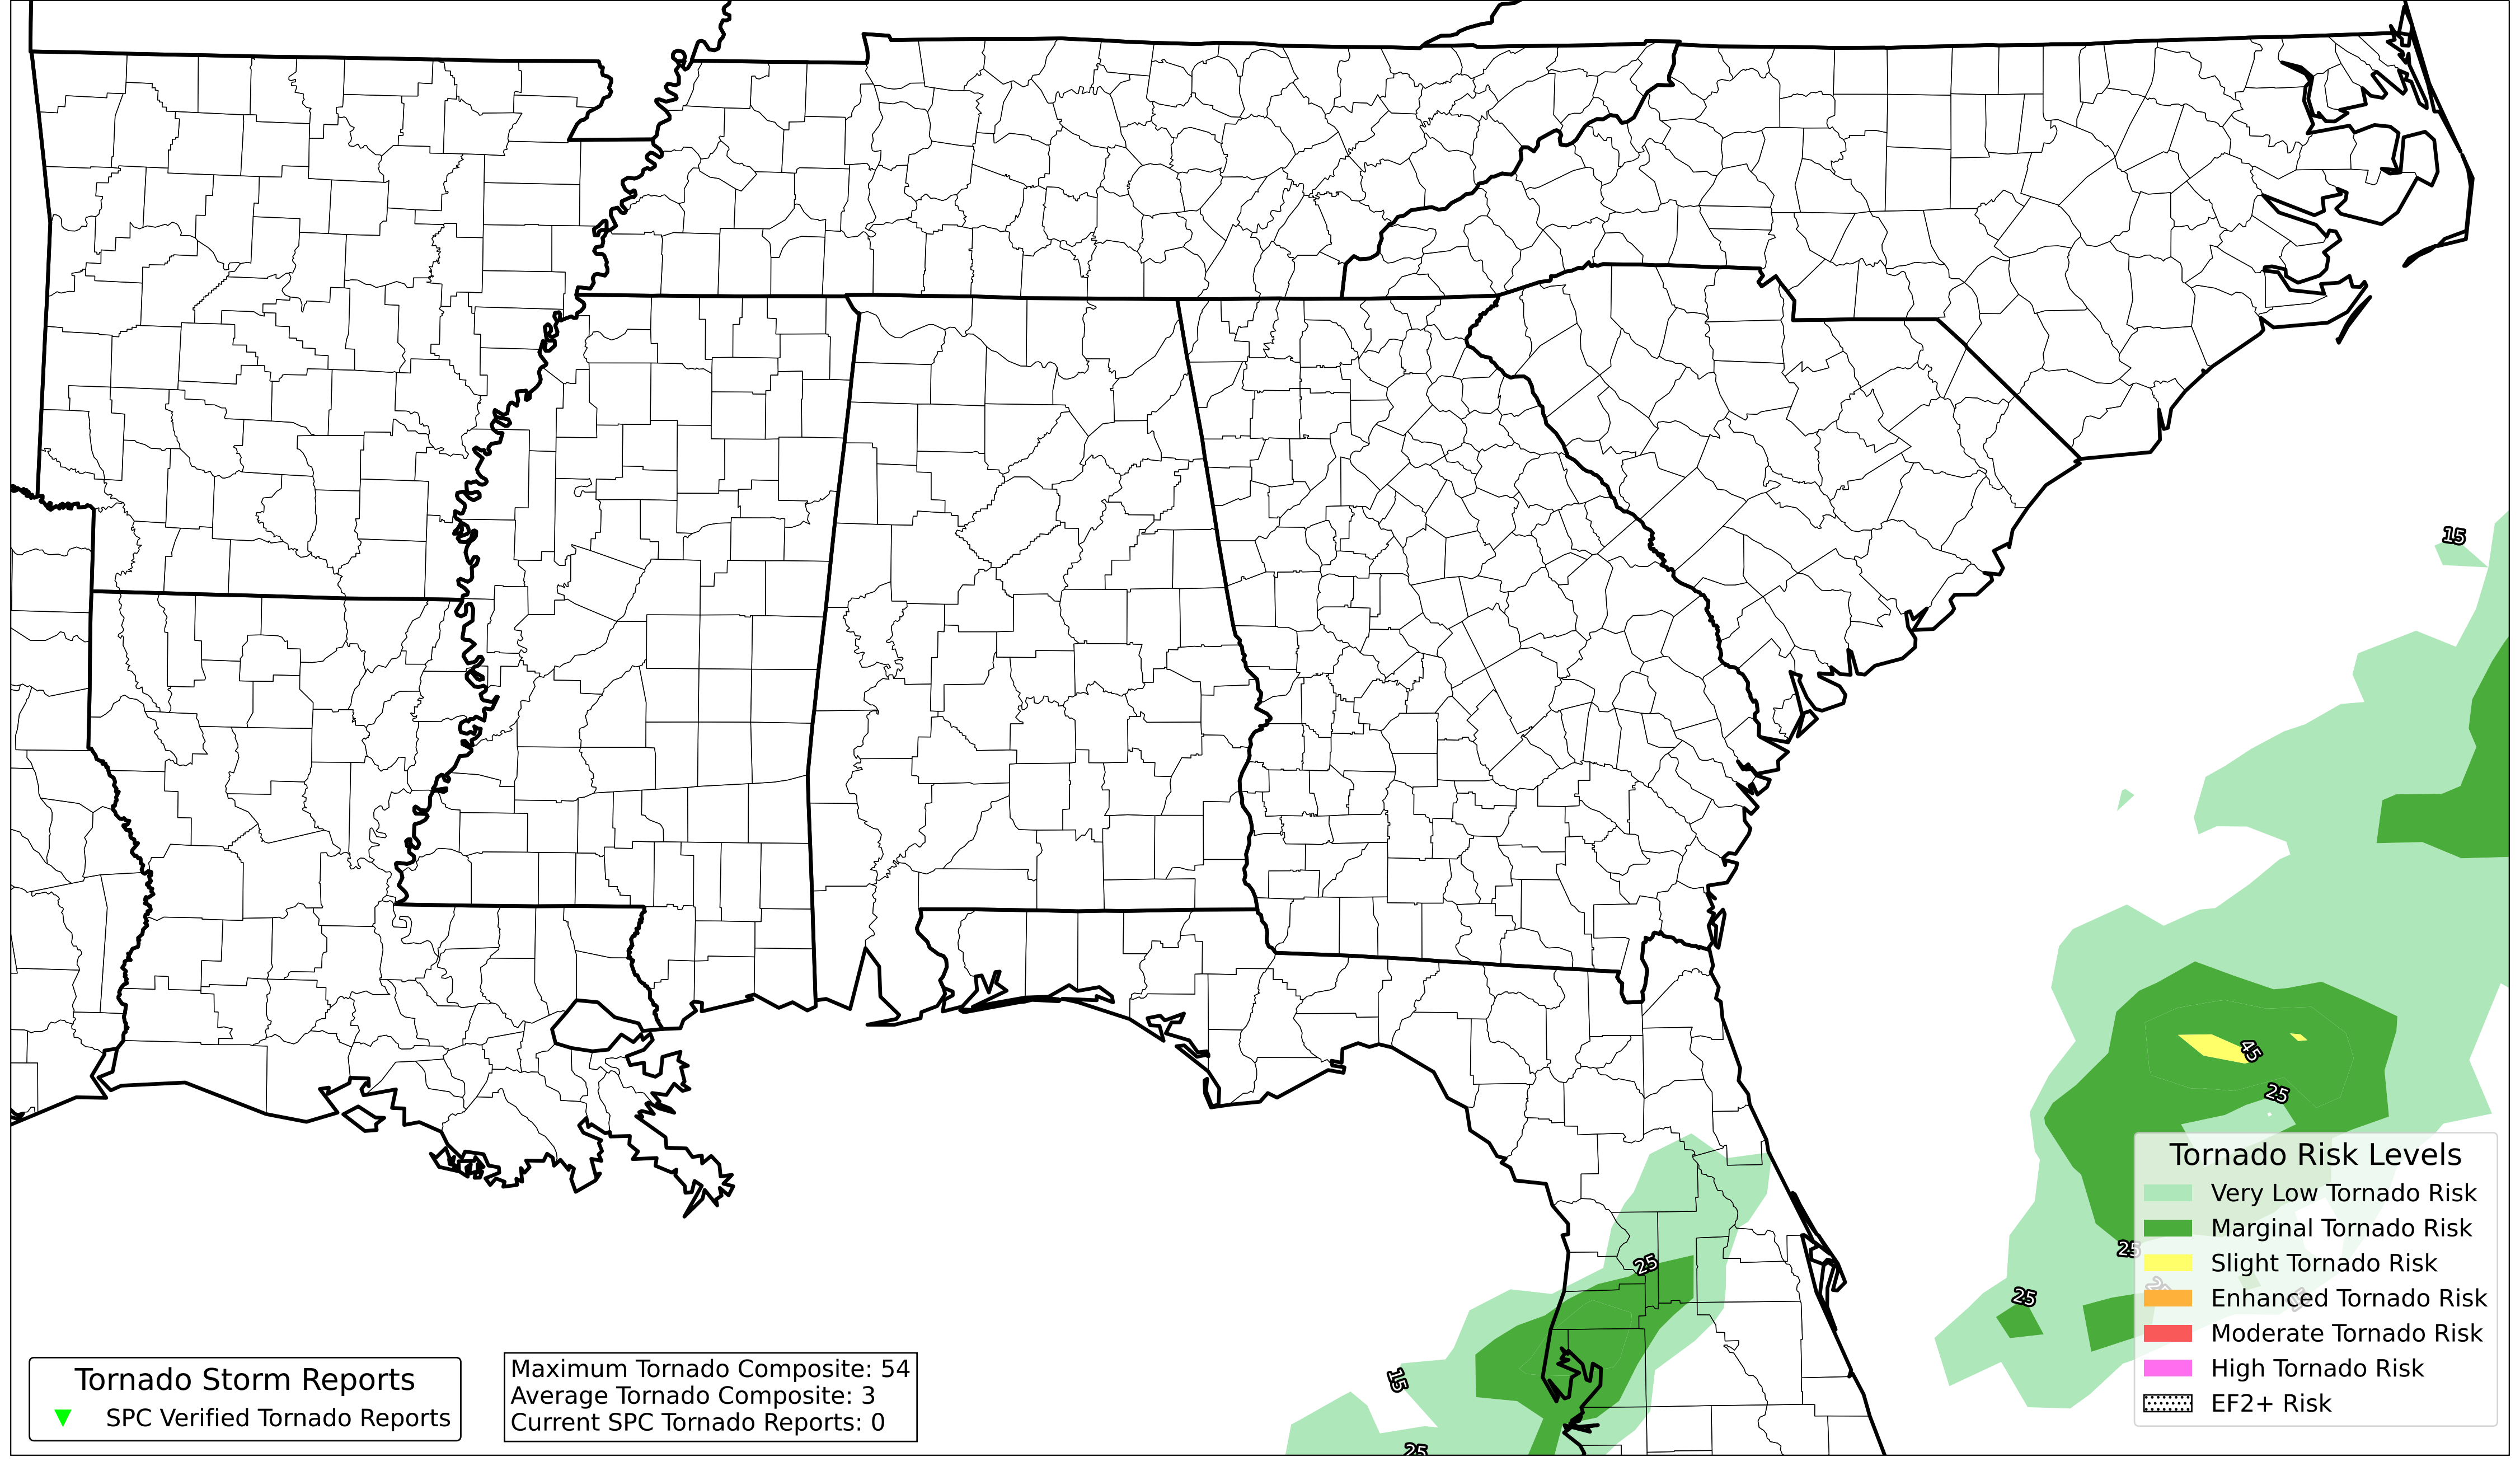 15
45
25
Tornado Risk Levels
Very Low Tornado Risk
Marginal Tornado Risk
25
25
Slight Tornado Risk
25
Enhanced Tornado Risk
Moderate Tornado Risk
High Tornado Risk
EF2+ Risk
15
25
Tornado Storm Reports
SPC Verified Tornado Reports
Maximum Tornado Composite: 54
Average Tornado Composite: 3
Current SPC Tornado Reports: 0